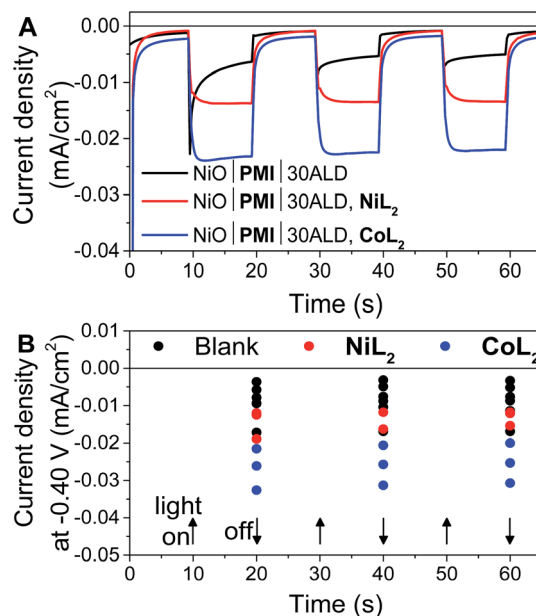 A
Current density
(mA/cm²)
0.00
-0.01
-0.02
-0.03
-0.04
NiO | PMI | 30ALD
NiO | PMI | 30ALD, NiL₂
NiO | PMI | 30ALD, CoL₂
0 10 20 30 40 50 60
Time (s)
B
Current density
at -0.40 V (mA/cm²)
0.01
0.00
-0.01
-0.02
-0.03
-0.04
-0.05
Blank NiL₂ CoL₂
light
on off
0 10 20 30 40 50 60
Time (s)